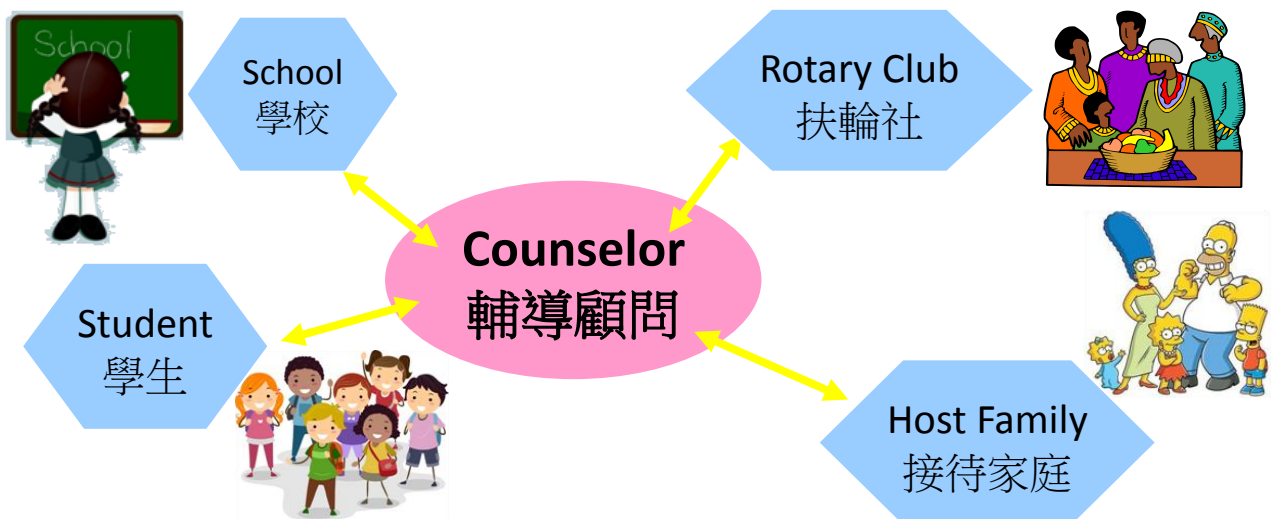 School
School
學校
Rotary Club
扶輪社
Counselor
輔導顧問
Student
學生
Host Family
接待家庭